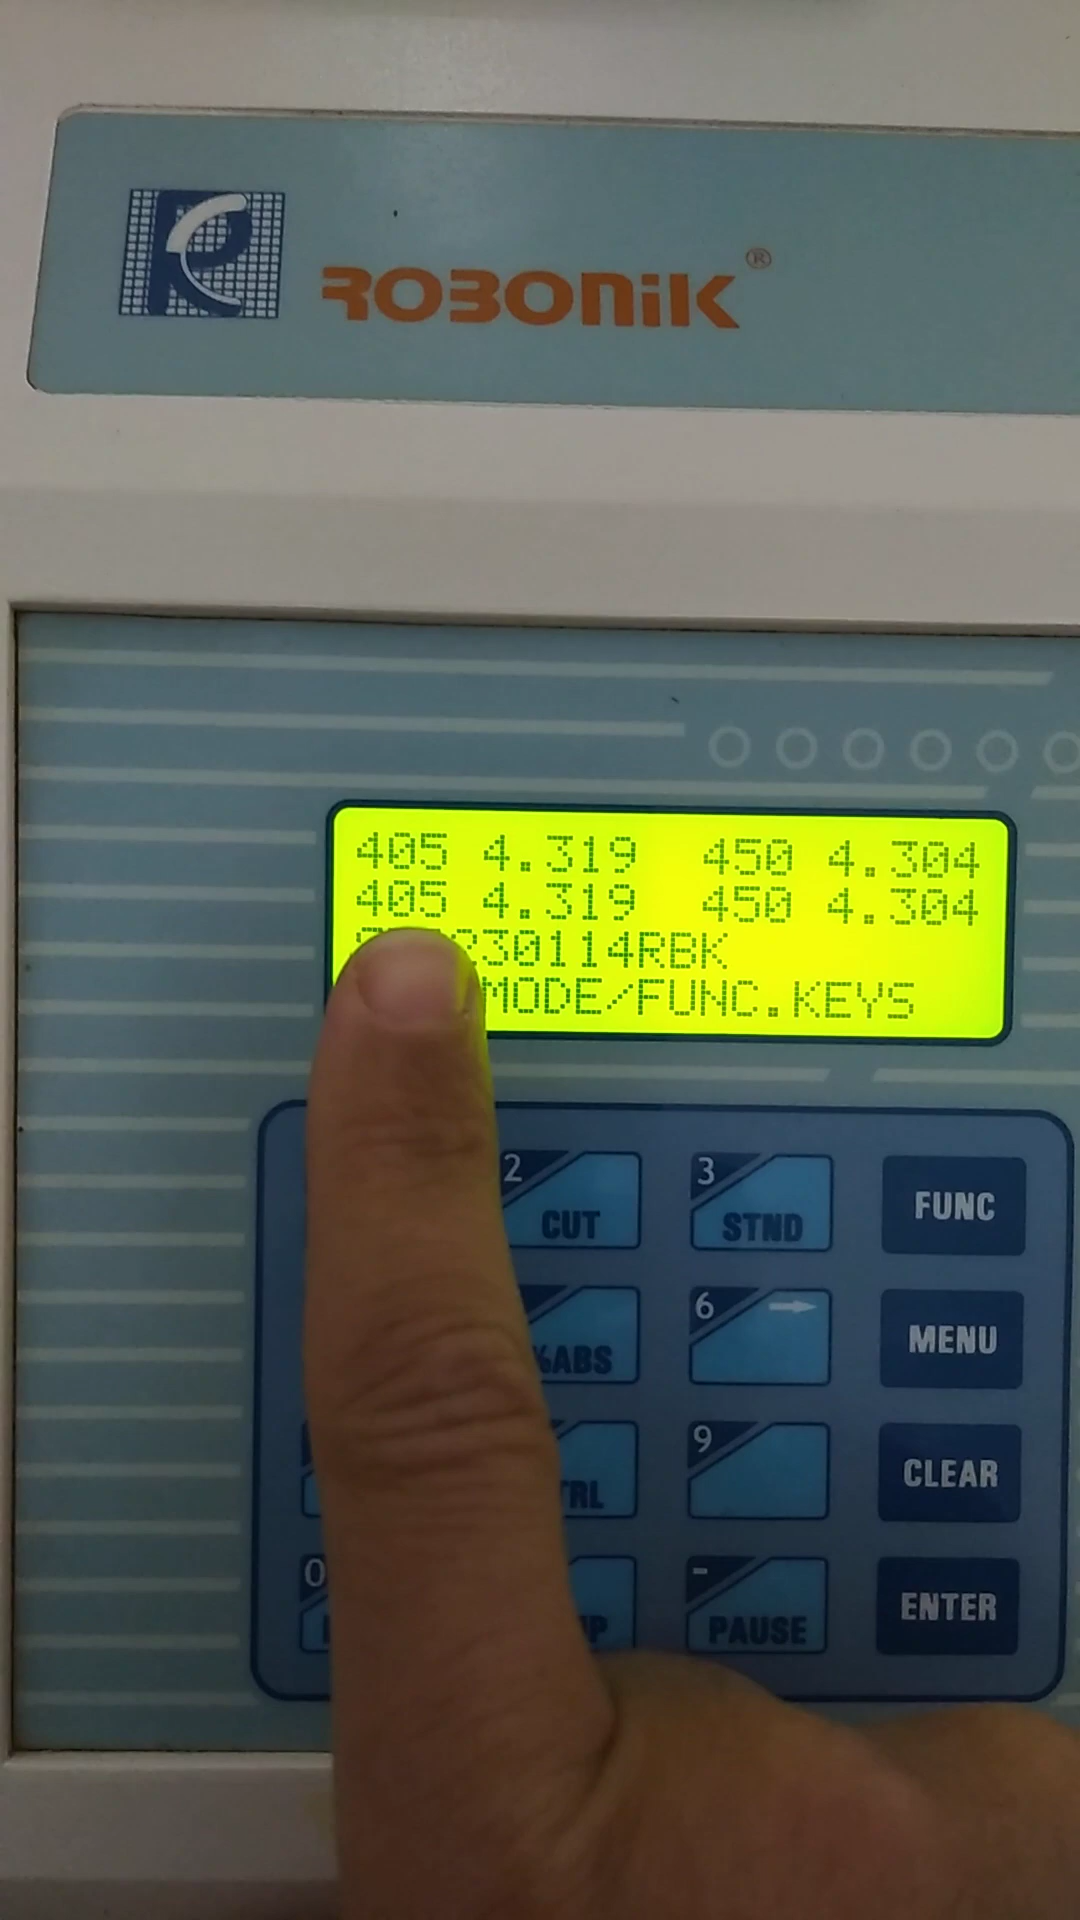 ROBONIK®
405 4.319 450 4.304
405 4.319 450 4.304
230114RBK
MODE/FUNC.KEYS
2 CUT
3 STND
FUNC
%ABS
6
MENU
9
CLEAR
0
- PAUSE
ENTER